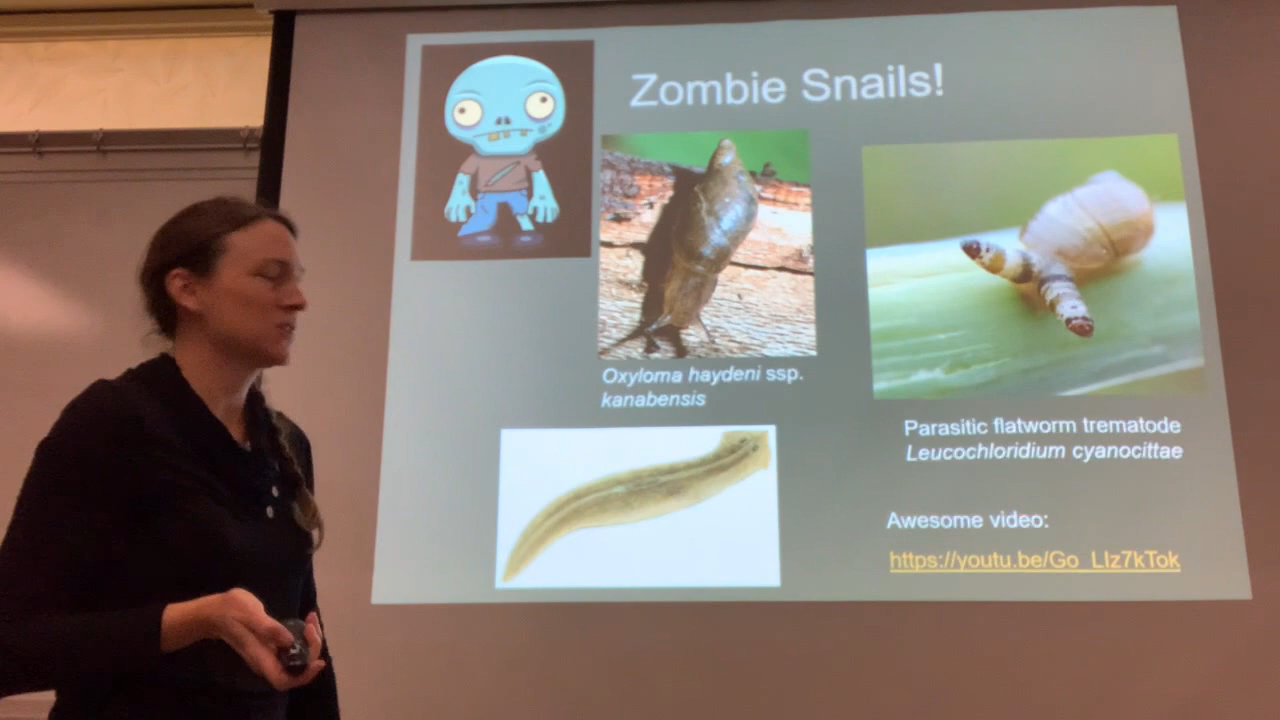 Zombie Snails!
Oxyloma haydeni ssp.
kanabensis
Parasitic flatworm trematode
Leucochloridium cyanocittae
Awesome video:
https://youtu.be/Go_LIz7kTok